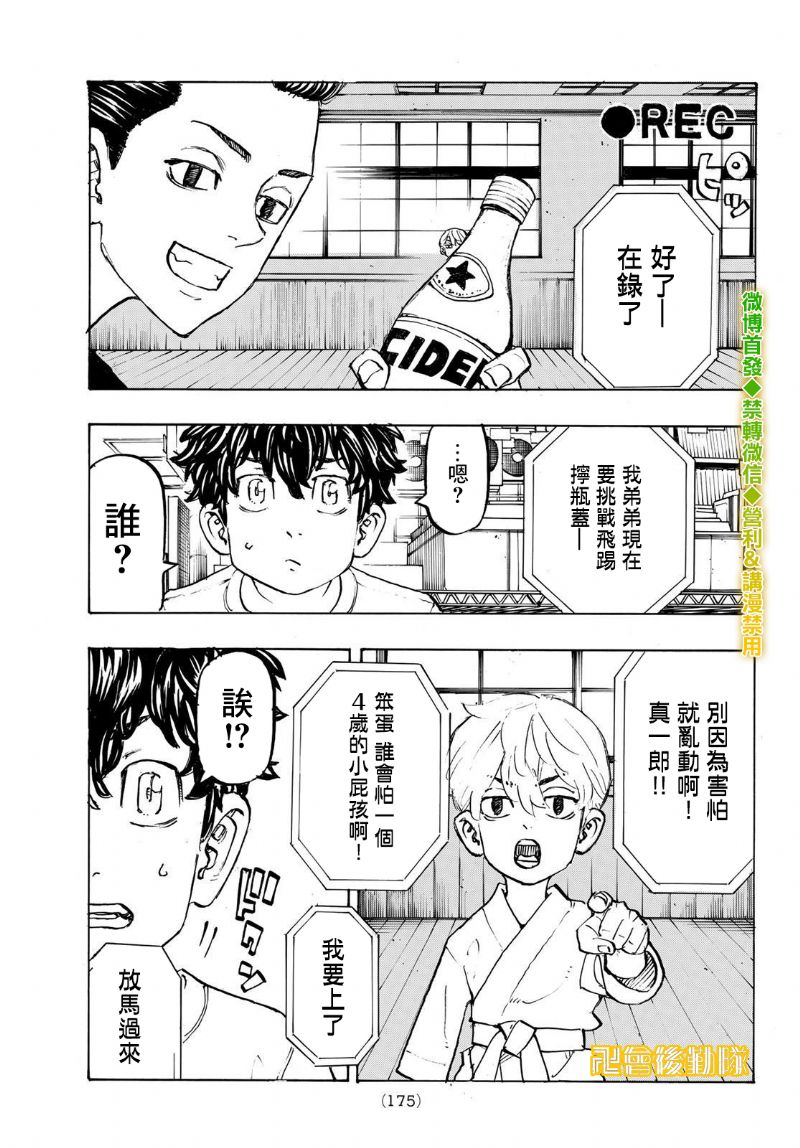 ●REC
ピッ
好了ー
在錄了
CIDER
我弟弟現在
要挑戰飛踢
擰瓶蓋ー
…嗯?
誰?
別因為害怕
就亂動啊!
真一郎!!
笨蛋 誰會怕一個
4歲的小屁孩啊!
誒!?
我要上了
ドクン
放馬過來
微博首發◆禁轉微信◆營利&講漫禁用
卍會後勤隊
(175)